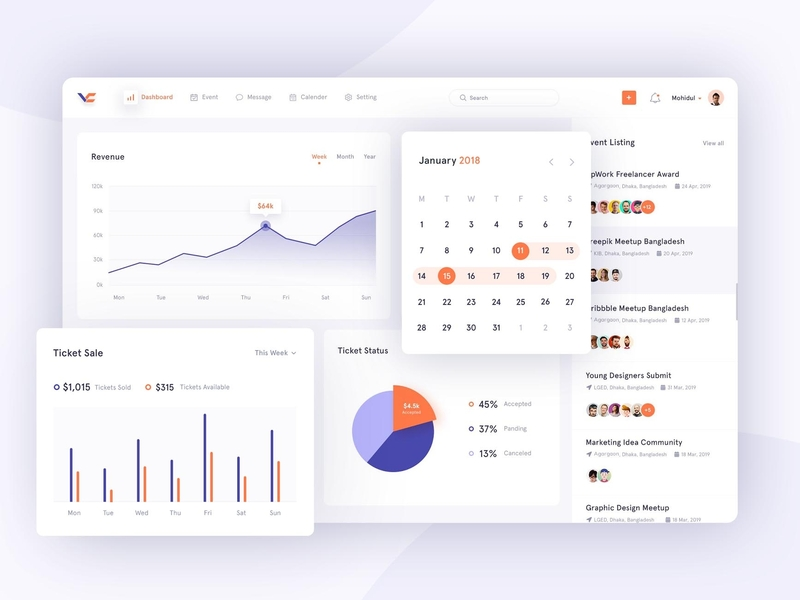 Dashboard Event Message Calender Setting Search + Mohidul
Revenue
Week Month Year
120k
90k
60k
30k
0k
$64k
Mon Tue Wed Thu Fri Sat Sun
January 2018
M T W T F S S
1 2 3 4 5 6 7
7 8 9 10 11 12 13
14 15 16 17 18 19 20
21 22 23 24 25 26 27
28 29 30 31 1 2 3
vent Listing View all
pWork Freelancer Award
Agargaon, Dhaka, Bangladesh 24 Apr, 2019
+12
reepik Meetup Bangladesh
KIB, Dhaka, Bangladesh 20 Apr, 2019
ribbble Meetup Bangladesh
Agargaon, Dhaka, Bangladesh 12 Apr, 2019
Young Designers Submit
LGED, Dhaka, Bangladesh 21 Mar, 2019
+5
Marketing Idea Community
Agargaon, Dhaka, Bangladesh 18 Mar, 2019
Graphic Design Meetup
LGED, Dhaka, Bangladesh 18 Mar, 2019
Ticket Sale This Week
$1,015 Tickets Sold $315 Tickets Available
Mon Tue Wed Thu Fri Sat Sun
Ticket Status
$4.5k
Accepted
45% Accepted
37% Panding
13% Canceled